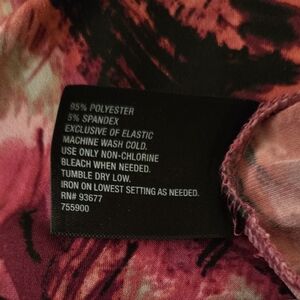 95% POLYESTER
5% SPANDEX
EXCLUSIVE OF ELASTIC
MACHINE WASH COLD.
USE ONLY NON-CHLORINE
BLEACH WHEN NEEDED.
TUMBLE DRY LOW.
IRON ON LOWEST SETTING AS NEEDED.
RN# 93677
755900